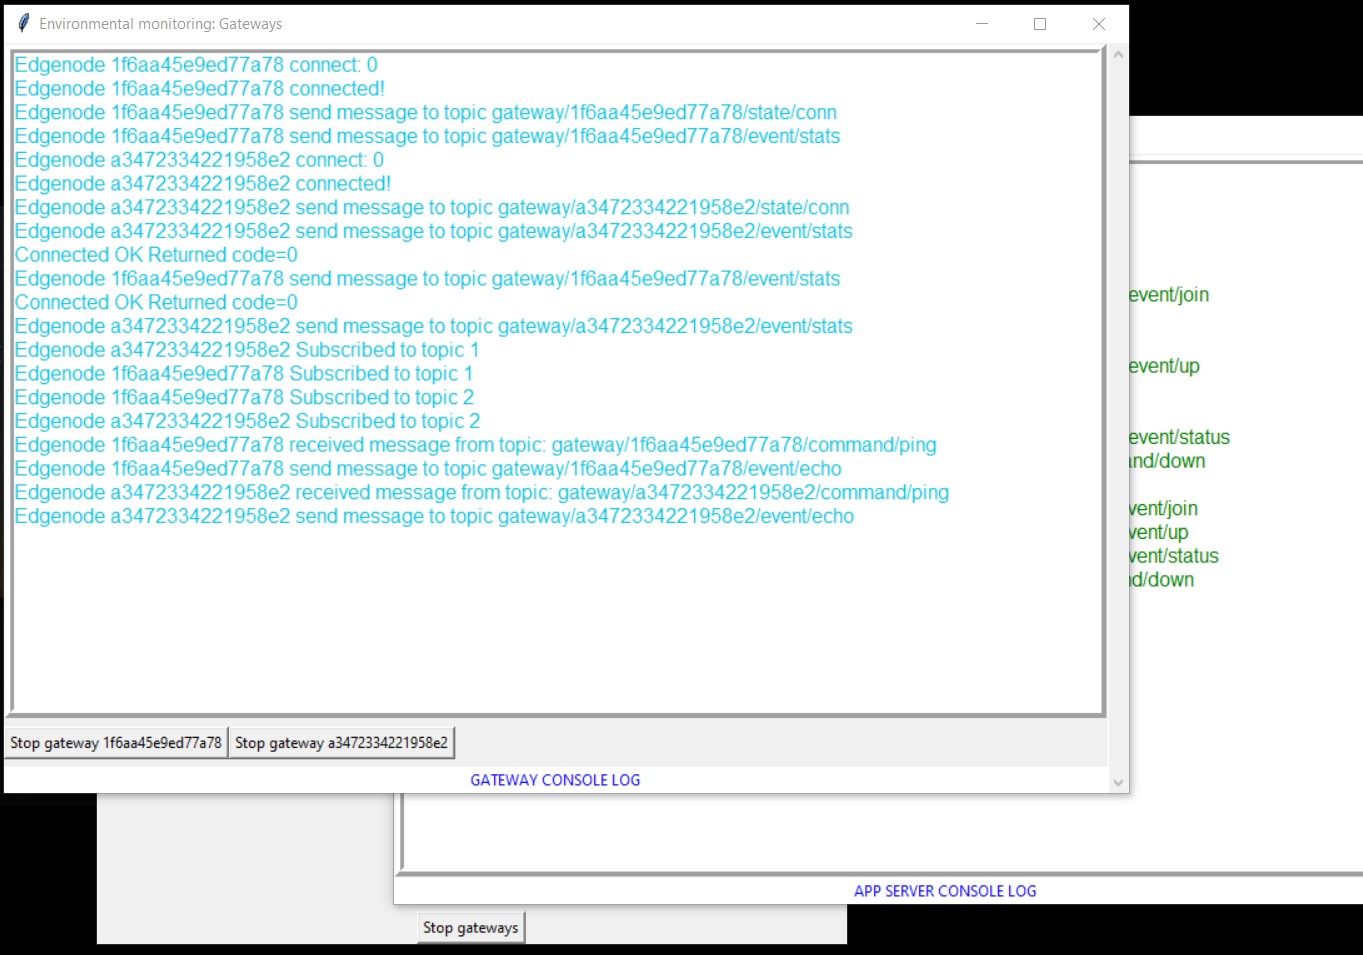 Environmental monitoring: Gateways
Edgenode 1f6aa45e9ed77a78 connect: 0
Edgenode 1f6aa45e9ed77a78 connected!
Edgenode 1f6aa45e9ed77a78 send message to topic gateway/1f6aa45e9ed77a78/state/conn
Edgenode 1f6aa45e9ed77a78 send message to topic gateway/1f6aa45e9ed77a78/event/stats
Edgenode a3472334221958e2 connect: 0
Edgenode a3472334221958e2 connected!
Edgenode a3472334221958e2 send message to topic gateway/a3472334221958e2/state/conn
Edgenode a3472334221958e2 send message to topic gateway/a3472334221958e2/event/stats
Connected OK Returned code=0
Edgenode 1f6aa45e9ed77a78 send message to topic gateway/1f6aa45e9ed77a78/event/stats
Connected OK Returned code=0
Edgenode a3472334221958e2 send message to topic gateway/a3472334221958e2/event/stats
Edgenode a3472334221958e2 Subscribed to topic 1
Edgenode 1f6aa45e9ed77a78 Subscribed to topic 1
Edgenode 1f6aa45e9ed77a78 Subscribed to topic 2
Edgenode a3472334221958e2 Subscribed to topic 2
Edgenode 1f6aa45e9ed77a78 received message from topic: gateway/1f6aa45e9ed77a78/command/ping
Edgenode 1f6aa45e9ed77a78 send message to topic gateway/1f6aa45e9ed77a78/event/echo
Edgenode a3472334221958e2 received message from topic: gateway/a3472334221958e2/command/ping
Edgenode a3472334221958e2 send message to topic gateway/a3472334221958e2/event/echo
Stop gateway 1f6aa45e9ed77a78
Stop gateway a3472334221958e2
GATEWAY CONSOLE LOG
event/join
event/up
event/status
nd/down
vent/join
vent/up
vent/status
d/down
APP SERVER CONSOLE LOG
Stop gateways